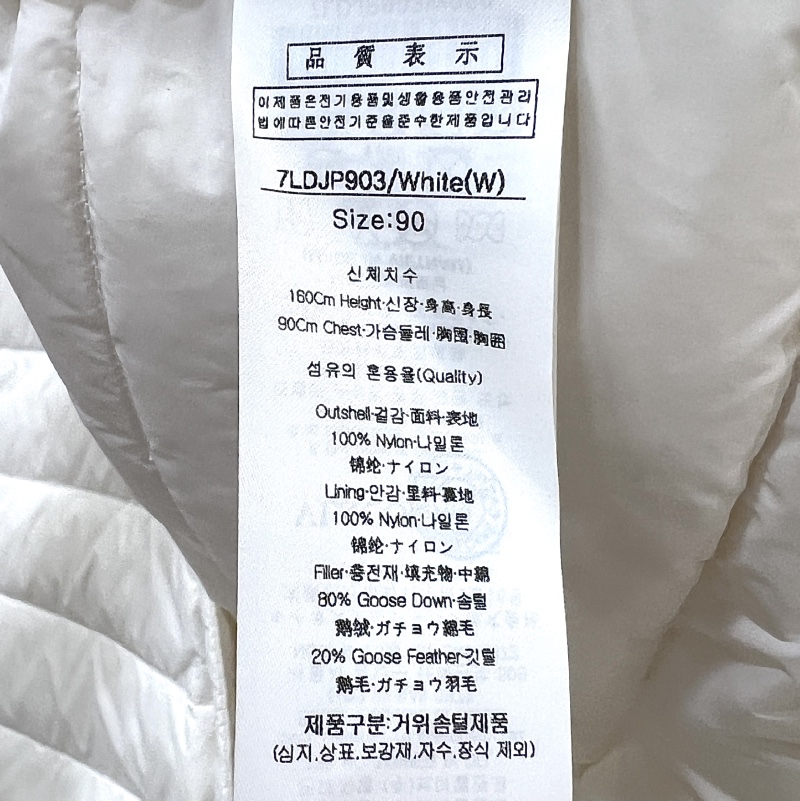 品質表示
이제품은전기용품및생활용품안전관리
법에따른안전기준을준수한제품입니다
7LDJP903/White(W)
Size:90
신체치수
160Cm Height·신장·身高·身長
90Cm Chest·가슴둘레·胸围·胸囲
섬유의 혼용율(Quality)
Outshell·겉감·面料·表地
100% Nylon·나일론
锦纶·ナイロン
Lining·안감·里料·裏地
100% Nylon·나일론
锦纶·ナイロン
Filler·충전재·填充物·中綿
80% Goose Down·솜털
鹅绒·ガチョウ綿毛
20% Goose Feather·깃털
鹅毛·ガチョウ羽毛
제품구분:거위솜털제품
(심지,상표,보강재,자수,장식 제외)